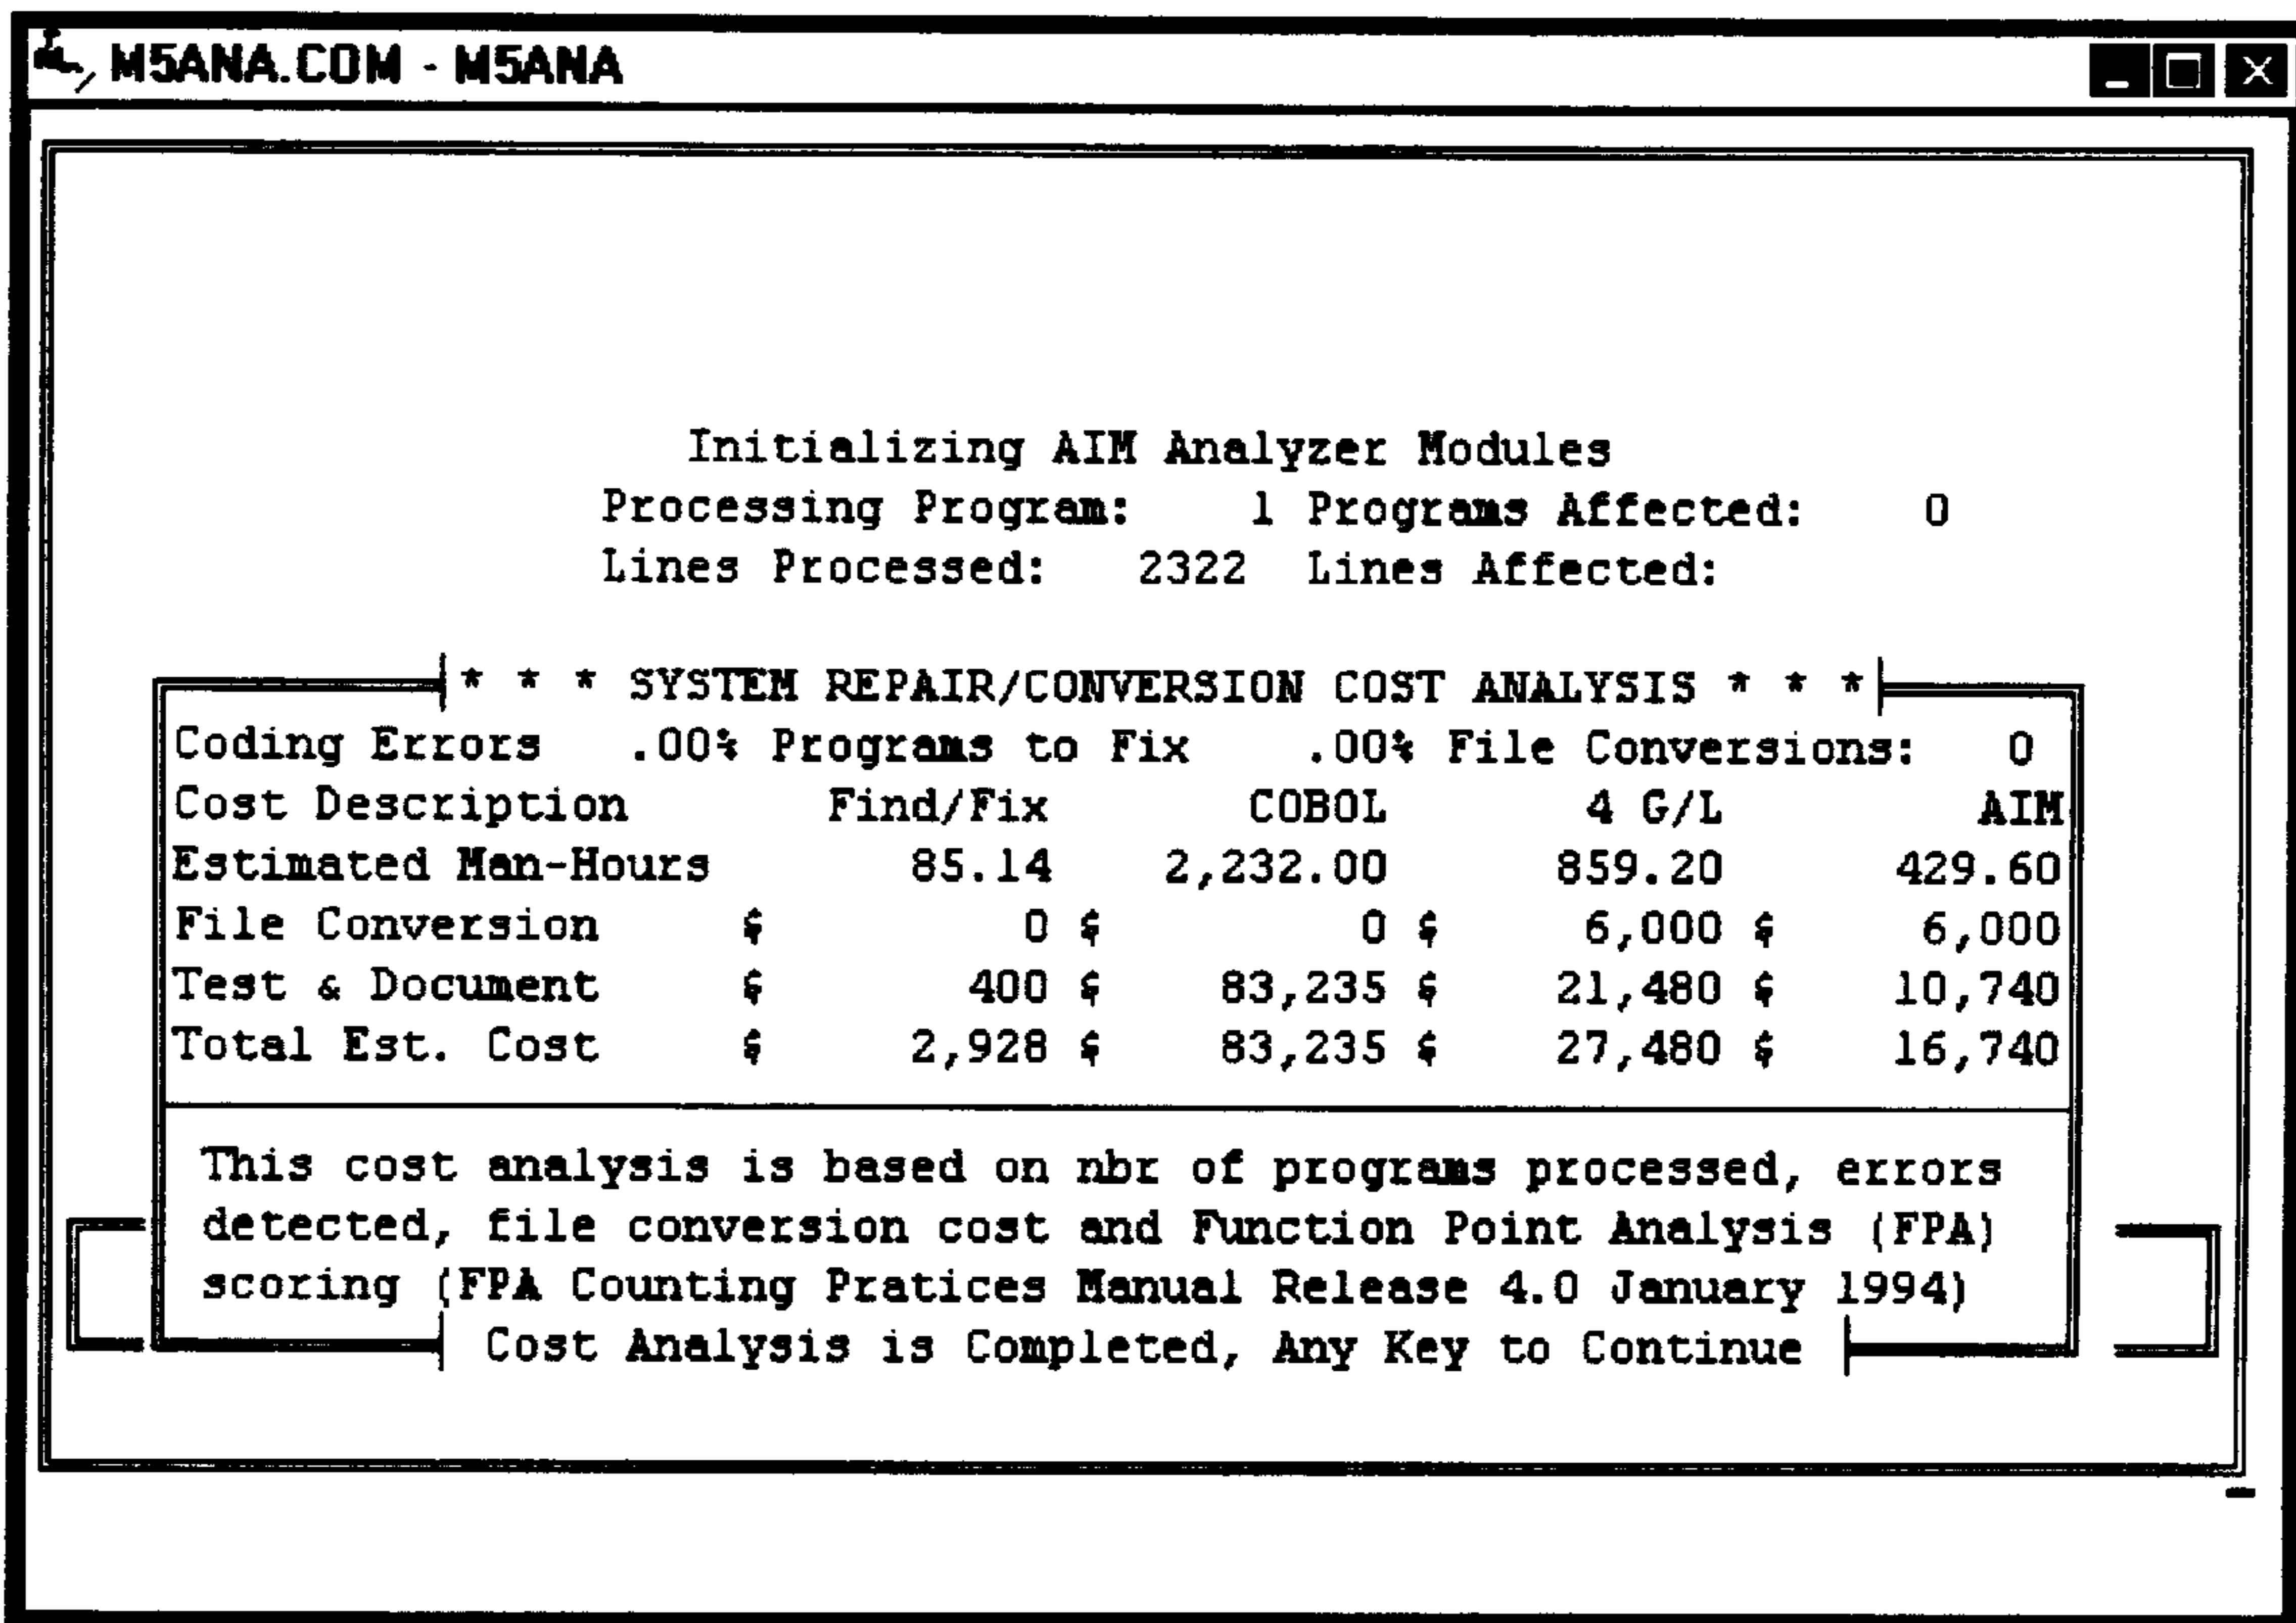 M5ANA.COM - M5ANA
Initializing AIM Analyzer Modules
Processing Program: 1 Programs Affected: 0
Lines Processed: 2322 Lines Affected:
* * * SYSTEM REPAIR/CONVERSION COST ANALYSIS * * *
Coding Errors .00% Programs to Fix .00% File Conversions: 0
Cost Description Find/Fix COBOL 4 G/L AIM
Estimated Man-Hours 85.14 2,232.00 859.20 429.60
File Conversion $ 0 $ 0 $ 6,000 $ 6,000
Test & Document $ 400 $ 83,235 $ 21,480 $ 10,740
Total Est. Cost $ 2,928 $ 83,235 $ 27,480 $ 16,740
This cost analysis is based on nbr of programs processed, errors
detected, file conversion cost and Function Point Analysis (FPA)
scoring (FPA Counting Pratices Manual Release 4.0 January 1994)
Cost Analysis is Completed, Any Key to Continue